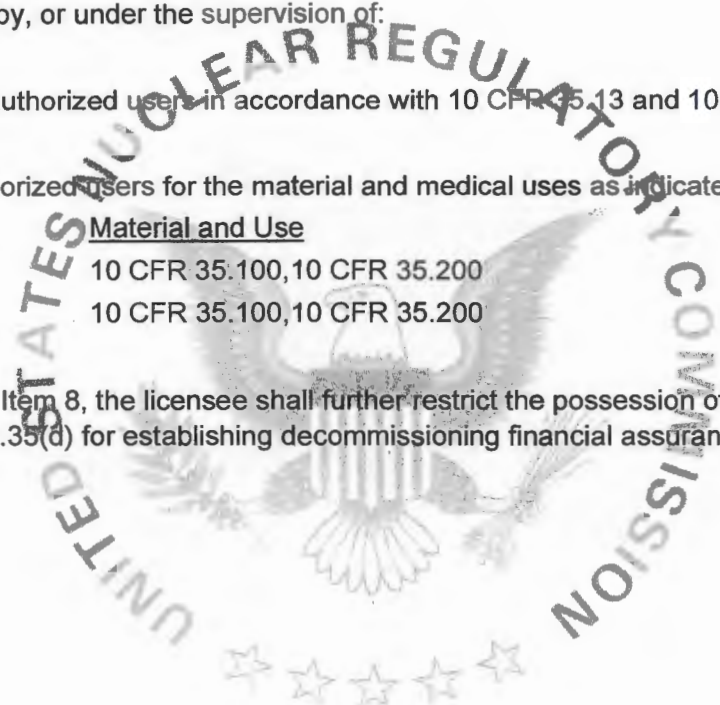 by, or under the supervision of:
uthorized users in accordance with 10 CFR 35.13 and 10
orized users for the material and medical uses as indicate
Material and Use
10 CFR 35.100,10 CFR 35.200
10 CFR 35.100,10 CFR 35.200
Item 8, the licensee shall further restrict the possession of
.35(d) for establishing decommissioning financial assuran
UNITED STATES NUCLEAR REGULATORY COMMISSION